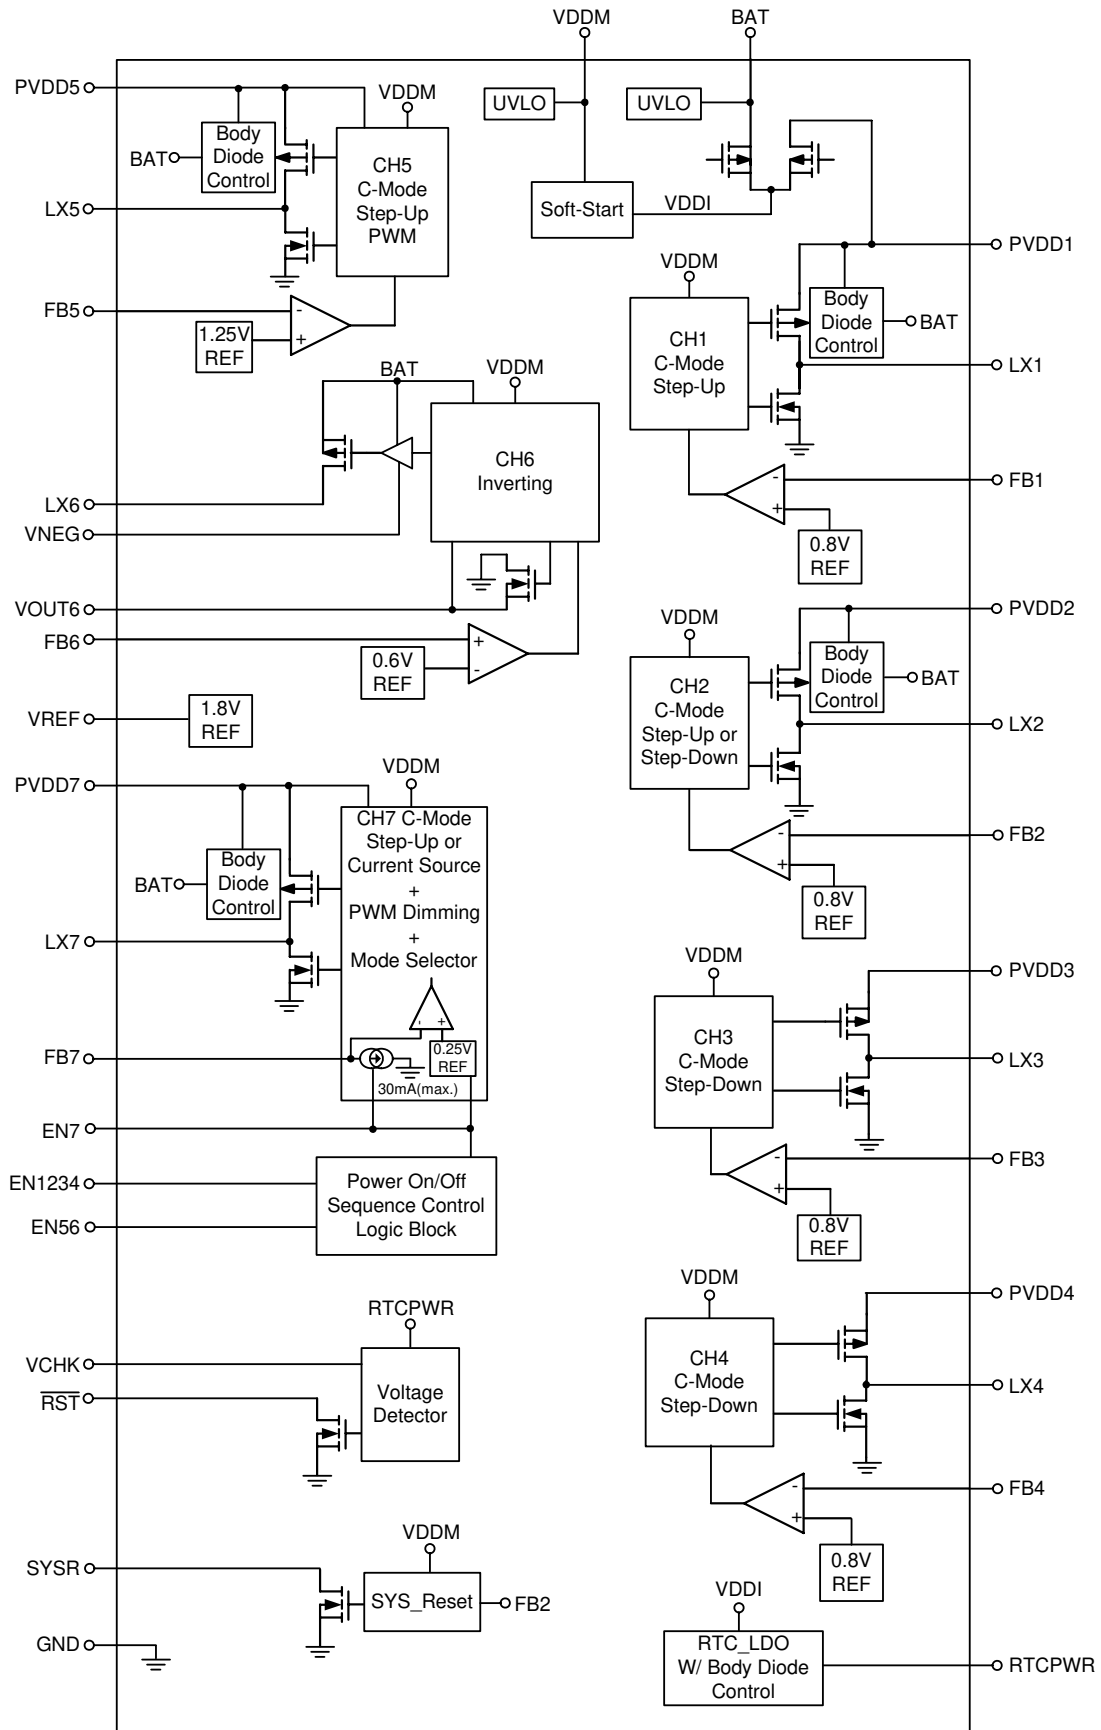 VDDM
BAT
PVDD5
VDDM
UVLO
UVLO
Body
Diode
Control
BAT
CH5
C-Mode
Step-Up
PWM
LX5
Soft-Start
VDDI
PVDD1
FB5
1.25V
REF
-
+
VDDM
CH1
C-Mode
Step-Up
Body
Diode
Control
BAT
LX1
BAT
VDDM
CH6
Inverting
LX6
VNEG
FB1
-
+
0.8V
REF
VOUT6
FB6
0.6V
REF
+
-
PVDD2
VDDM
CH2
C-Mode
Step-Up or
Step-Down
Body
Diode
Control
BAT
LX2
VREF
1.8V
REF
PVDD7
VDDM
CH7 C-Mode
Step-Up or
Current Source
+
PWM Dimming
+
Mode Selector
Body
Diode
Control
BAT
LX7
FB2
-
+
0.8V
REF
FB7
-
+
0.25V
REF
30mA(max.)
EN7
VDDM
PVDD3
CH3
C-Mode
Step-Down
LX3
FB3
-
+
0.8V
REF
EN1234
EN56
Power On/Off
Sequence Control
Logic Block
VDDM
PVDD4
CH4
C-Mode
Step-Down
LX4
RTCPWR
VCHK
RST
Voltage
Detector
FB4
-
+
0.8V
REF
SYSR
VDDM
SYS_Reset
FB2
GND
VDDI
RTC_LDO
W/ Body Diode
Control
RTCPWR